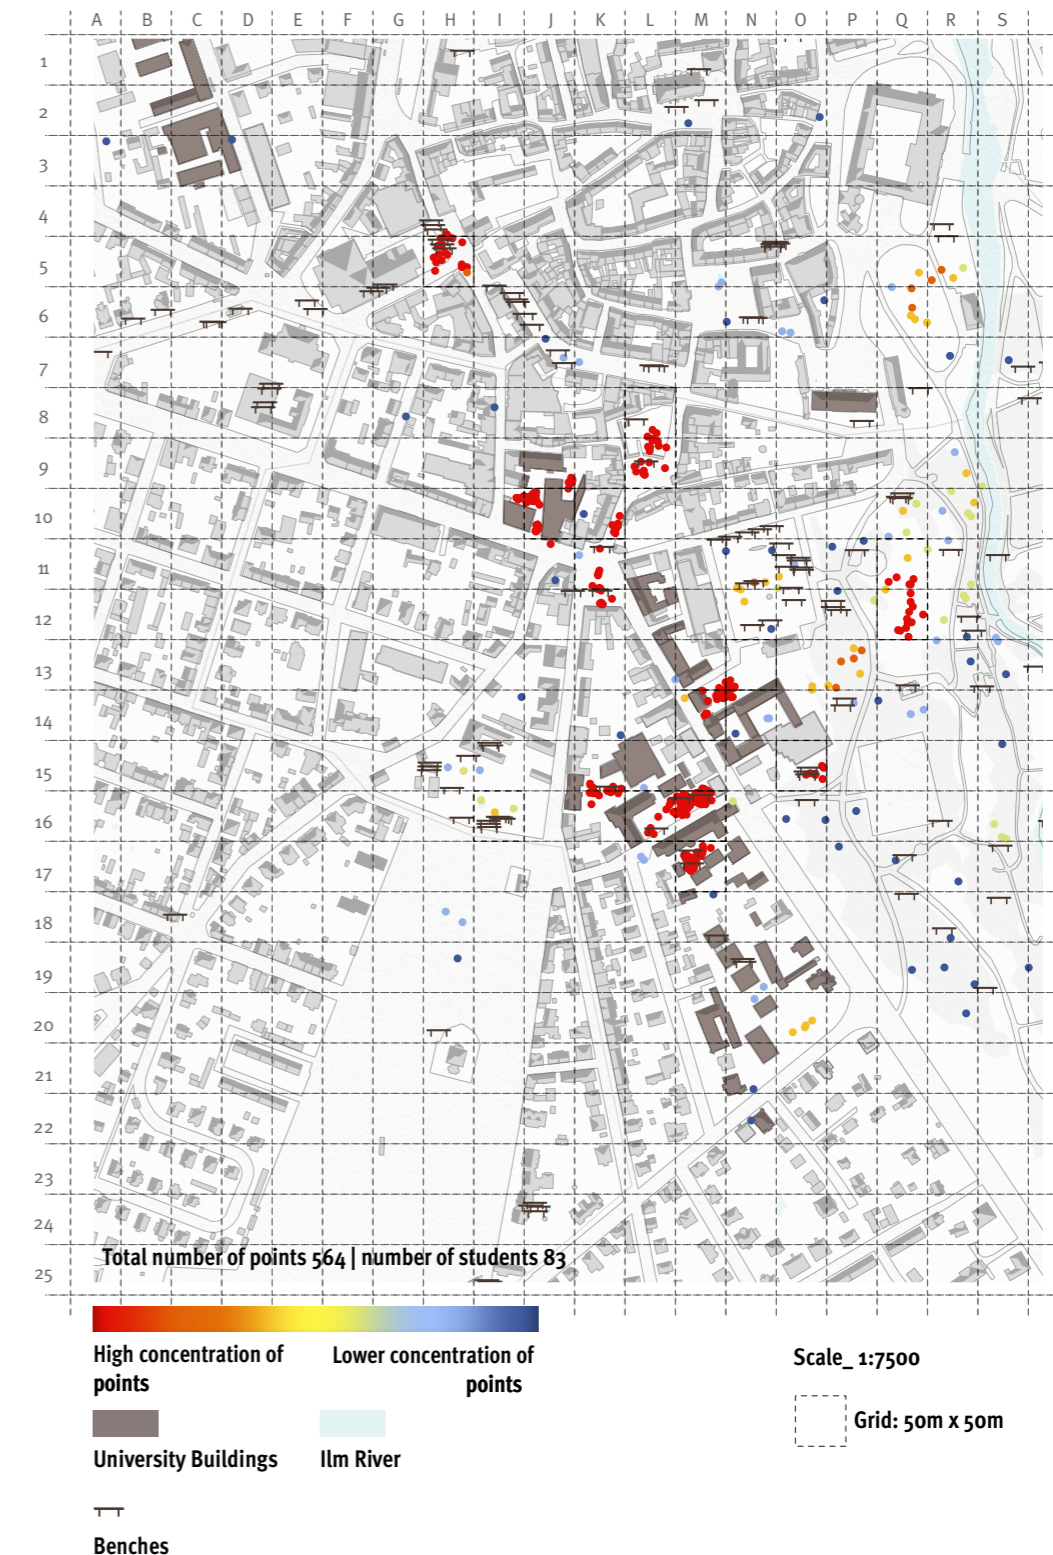 A B C D E F G H I J K L M N O P Q R S
1
2
3
4
5
6
7
8
9
10
11
12
13
14
15
16
17
18
19
20
21
22
23
24
Total number of points 564 | number of students 83
25
High concentration of
points
Lower concentration of
points
Scale_ 1:7500
Grid: 50m x 50m
University Buildings
Ilm River
Benches